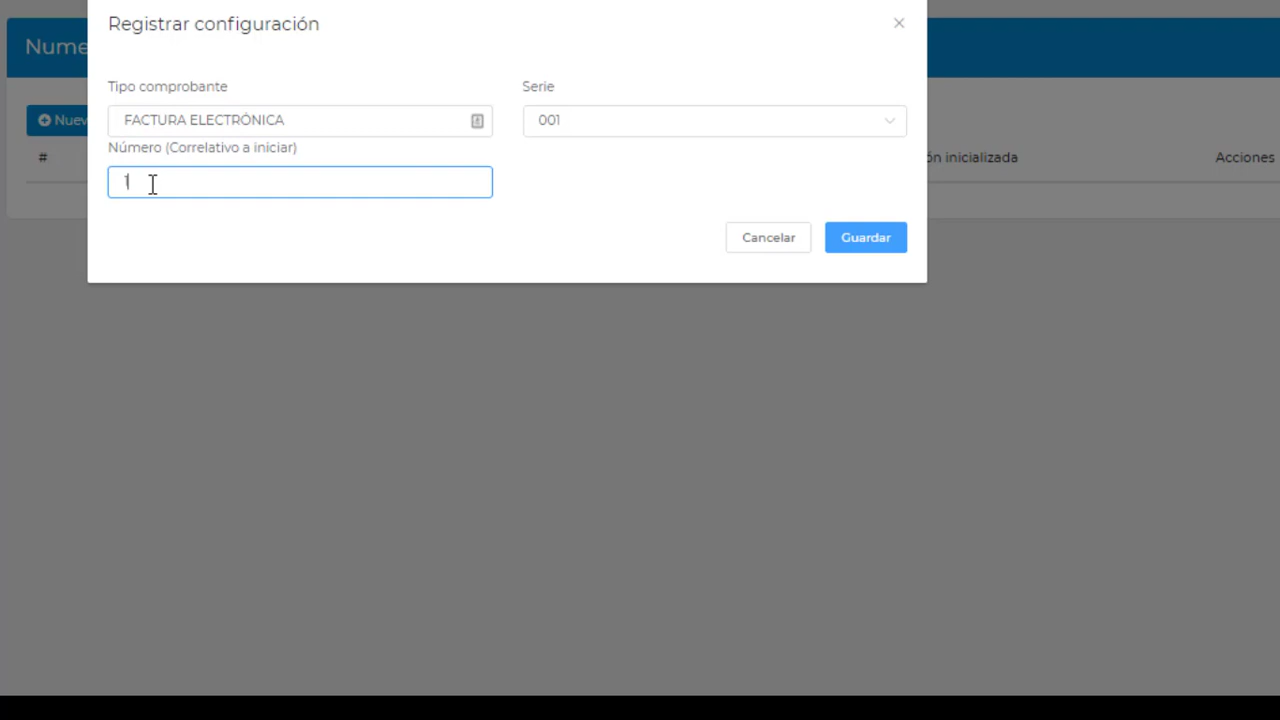 Registrar configuración
Tipo comprobante
Serie
FACTURA ELECTRÓNICA
001
Número (Correlativo a iniciar)
1
Cancelar
Guardar
Nume
Nuev
#
ón inicializada
Acciones